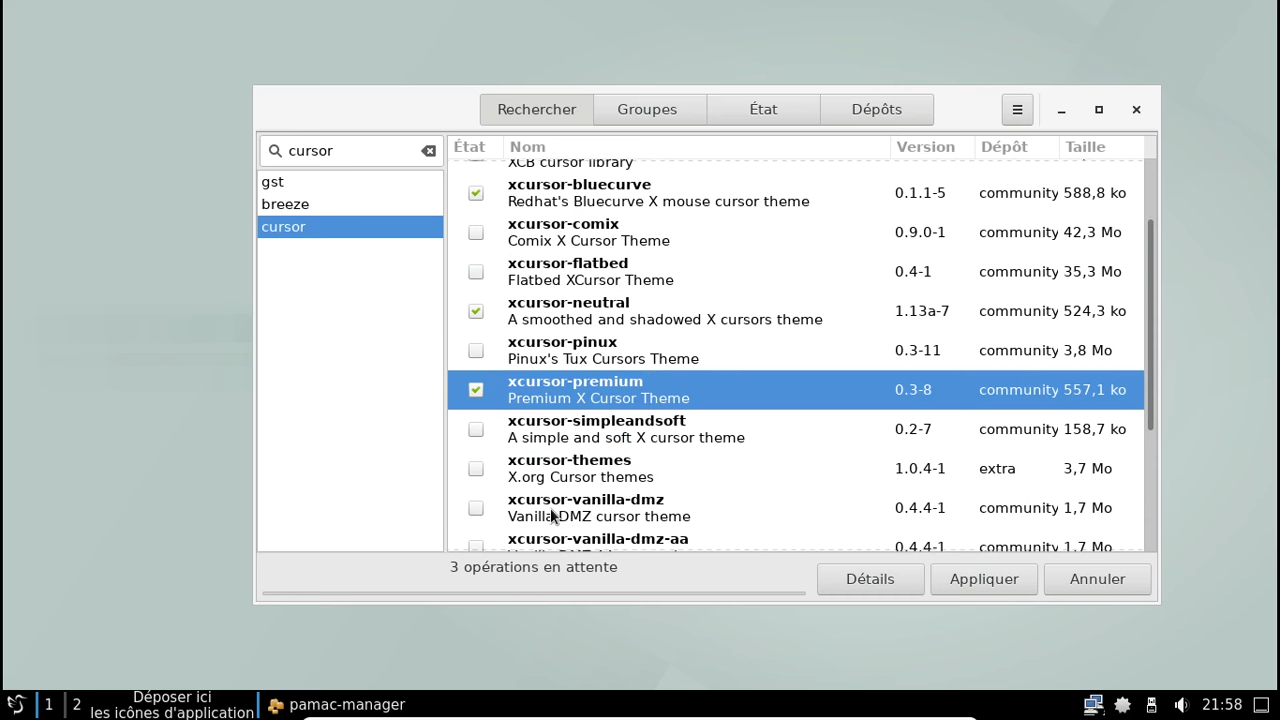 Rechercher
Groupes
État
Dépôts
cursor
gst
breeze
cursor
État Nom Version Dépôt Taille
XCB cursor library
xcursor-bluecurve
Redhat's Bluecurve X mouse cursor theme
0.1.1-5 community 588,8 ko
xcursor-comix
Comix X Cursor Theme
0.9.0-1 community 42,3 Mo
xcursor-flatbed
Flatbed XCursor Theme
0.4-1 community 35,3 Mo
xcursor-neutral
A smoothed and shadowed X cursors theme
1.13a-7 community 524,3 ko
xcursor-pinux
Pinux's Tux Cursors Theme
0.3-11 community 3,8 Mo
xcursor-premium
Premium X Cursor Theme
0.3-8 community 557,1 ko
xcursor-simpleandsoft
A simple and soft X cursor theme
0.2-7 community 158,7 ko
xcursor-themes
X.org Cursor themes
1.0.4-1 extra 3,7 Mo
xcursor-vanilla-dmz
Vanilla DMZ cursor theme
0.4.4-1 community 1,7 Mo
xcursor-vanilla-dmz-aa
0.4.4-1 community 1,7 Mo
3 opérations en attente
Détails
Appliquer
Annuler
1 2
Déposer ici
les icônes d'application
pamac-manager
21:58